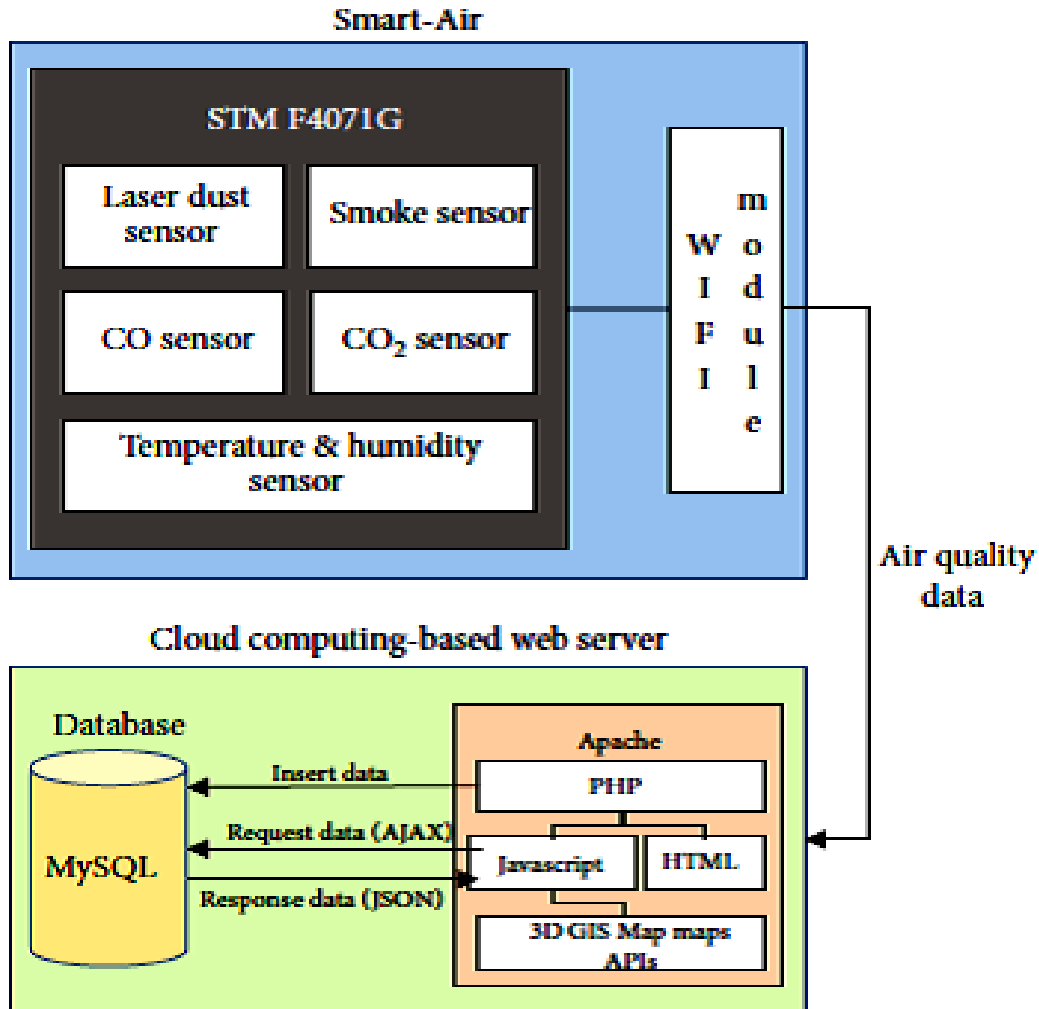 Smart-Air
STM F4071G
Laser dust
sensor
Smoke sensor
CO sensor
CO₂ sensor
Temperature & humidity
sensor
WIFI
module
Air quality
data
Cloud computing-based web server
Database
MySQL
Insert data
Request data (AJAX)
Response data (JSON)
Apache
PHP
Javascript
HTML
3D GIS Map maps
APIs